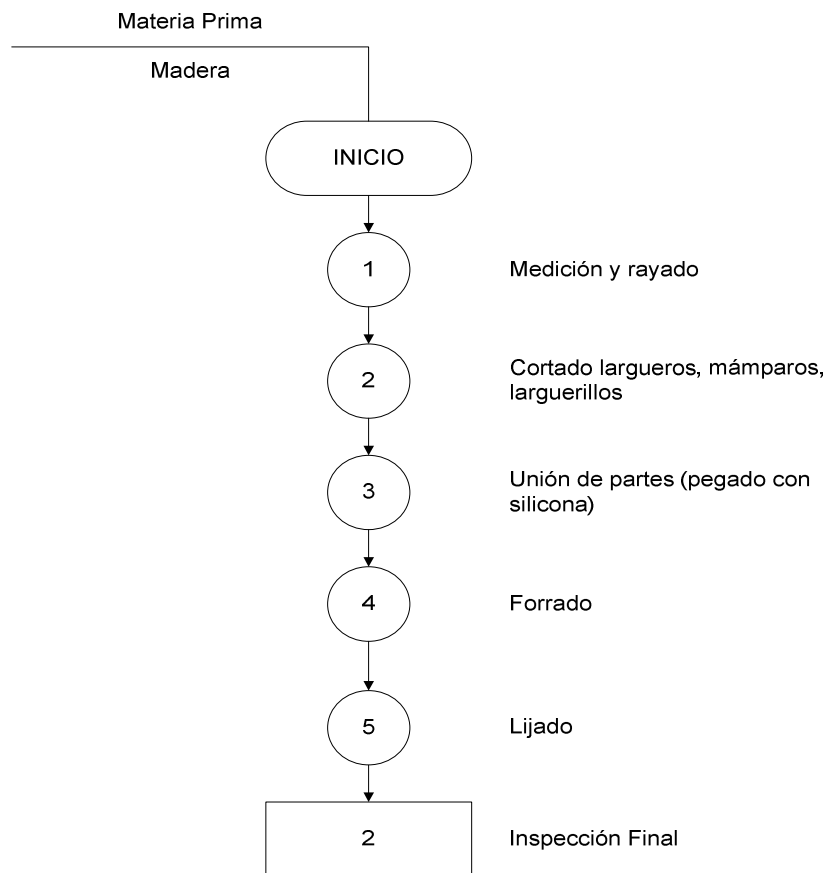 Materia Prima
Madera
INICIO
1
Medición y rayado
2
Cortado largueros, mámparos,
larguerillos
3
Unión de partes (pegado con
silicona)
4
Forrado
5
Lijado
2
Inspección Final